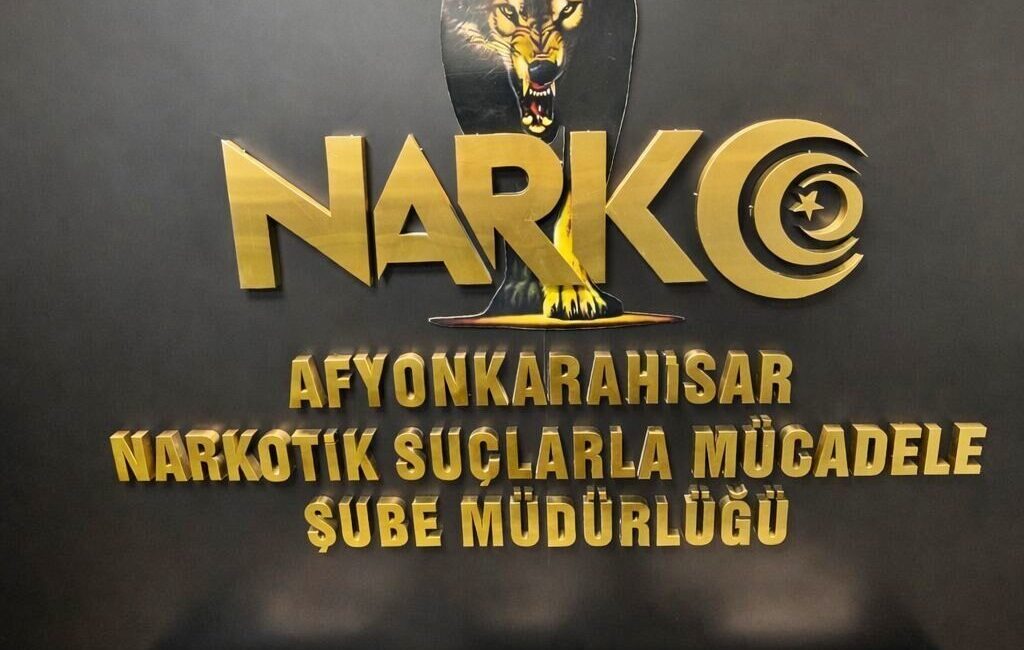 NARKO
AFYONKARAHİSAR
NARKOTİK SUÇLARLA MÜCADELE
ŞUBE MÜDÜRLÜĞÜ